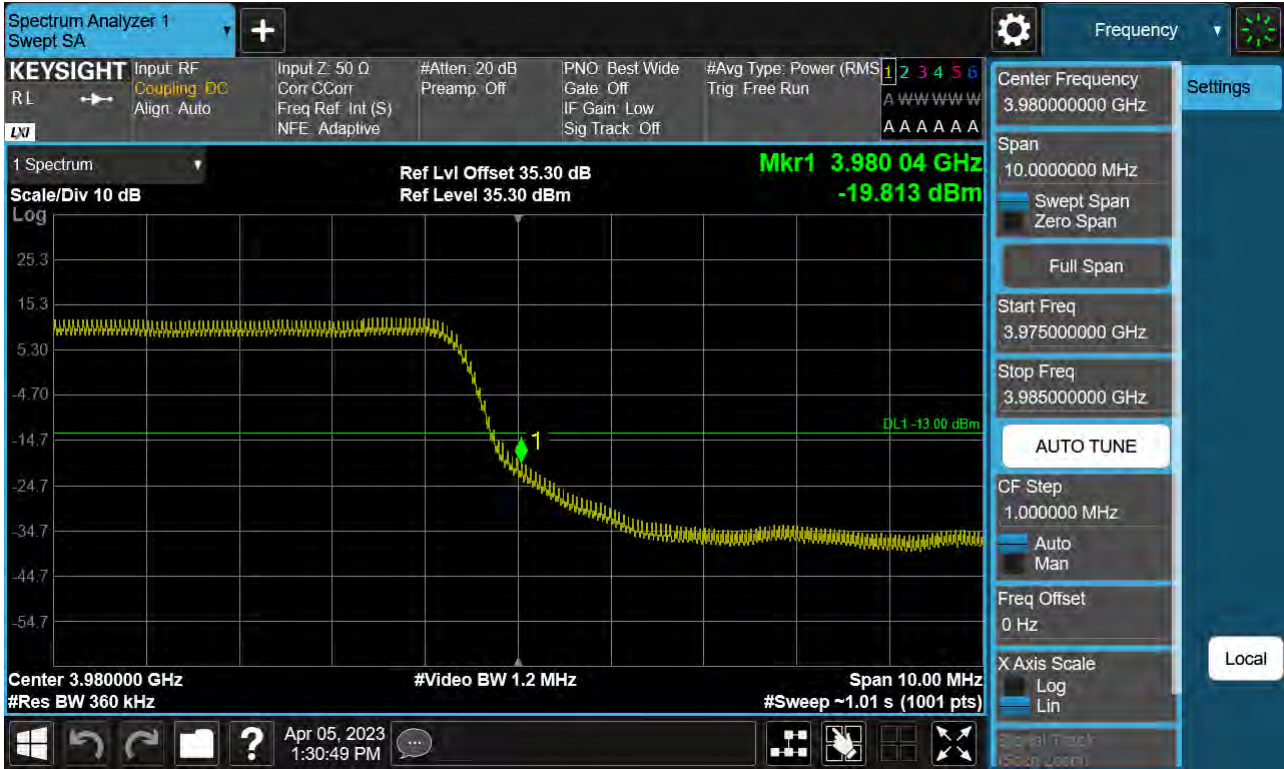 Spectrum Analyzer 1
Swept SA
+
Frequency
KEYSIGHT
RL
LXI
Input: RF
Coupling: DC
Align: Auto
Input Z: 50 Ω
Corr CCorr
Freq Ref: Int (S)
NFE: Adaptive
#Atten: 20 dB
Preamp: Off
PNO: Best Wide
Gate: Off
IF Gain: Low
Sig Track: Off
#Avg Type: Power (RMS
Trig: Free Run
1 2 3 4 5 6
A W W W W W
A A A A A A
1 Spectrum
Scale/Div 10 dB
Log
Ref Lvl Offset 35.30 dB
Ref Level 35.30 dBm
Mkr1 3.980 04 GHz
-19.813 dBm
25.3
15.3
5.30
-4.70
-14.7
-24.7
-34.7
-44.7
-54.7
DL1 -13.00 dBm
1
Center 3.980000 GHz
#Res BW 360 kHz
#Video BW 1.2 MHz
Span 10.00 MHz
#Sweep ~1.01 s (1001 pts)
Center Frequency
3.980000000 GHz
Span
10.0000000 MHz
Swept Span
Zero Span
Full Span
Start Freq
3.975000000 GHz
Stop Freq
3.985000000 GHz
AUTO TUNE
CF Step
1.000000 MHz
Auto
Man
Freq Offset
0 Hz
X Axis Scale
Log
Lin
Settings
Local
?
Apr 05, 2023
1:30:49 PM